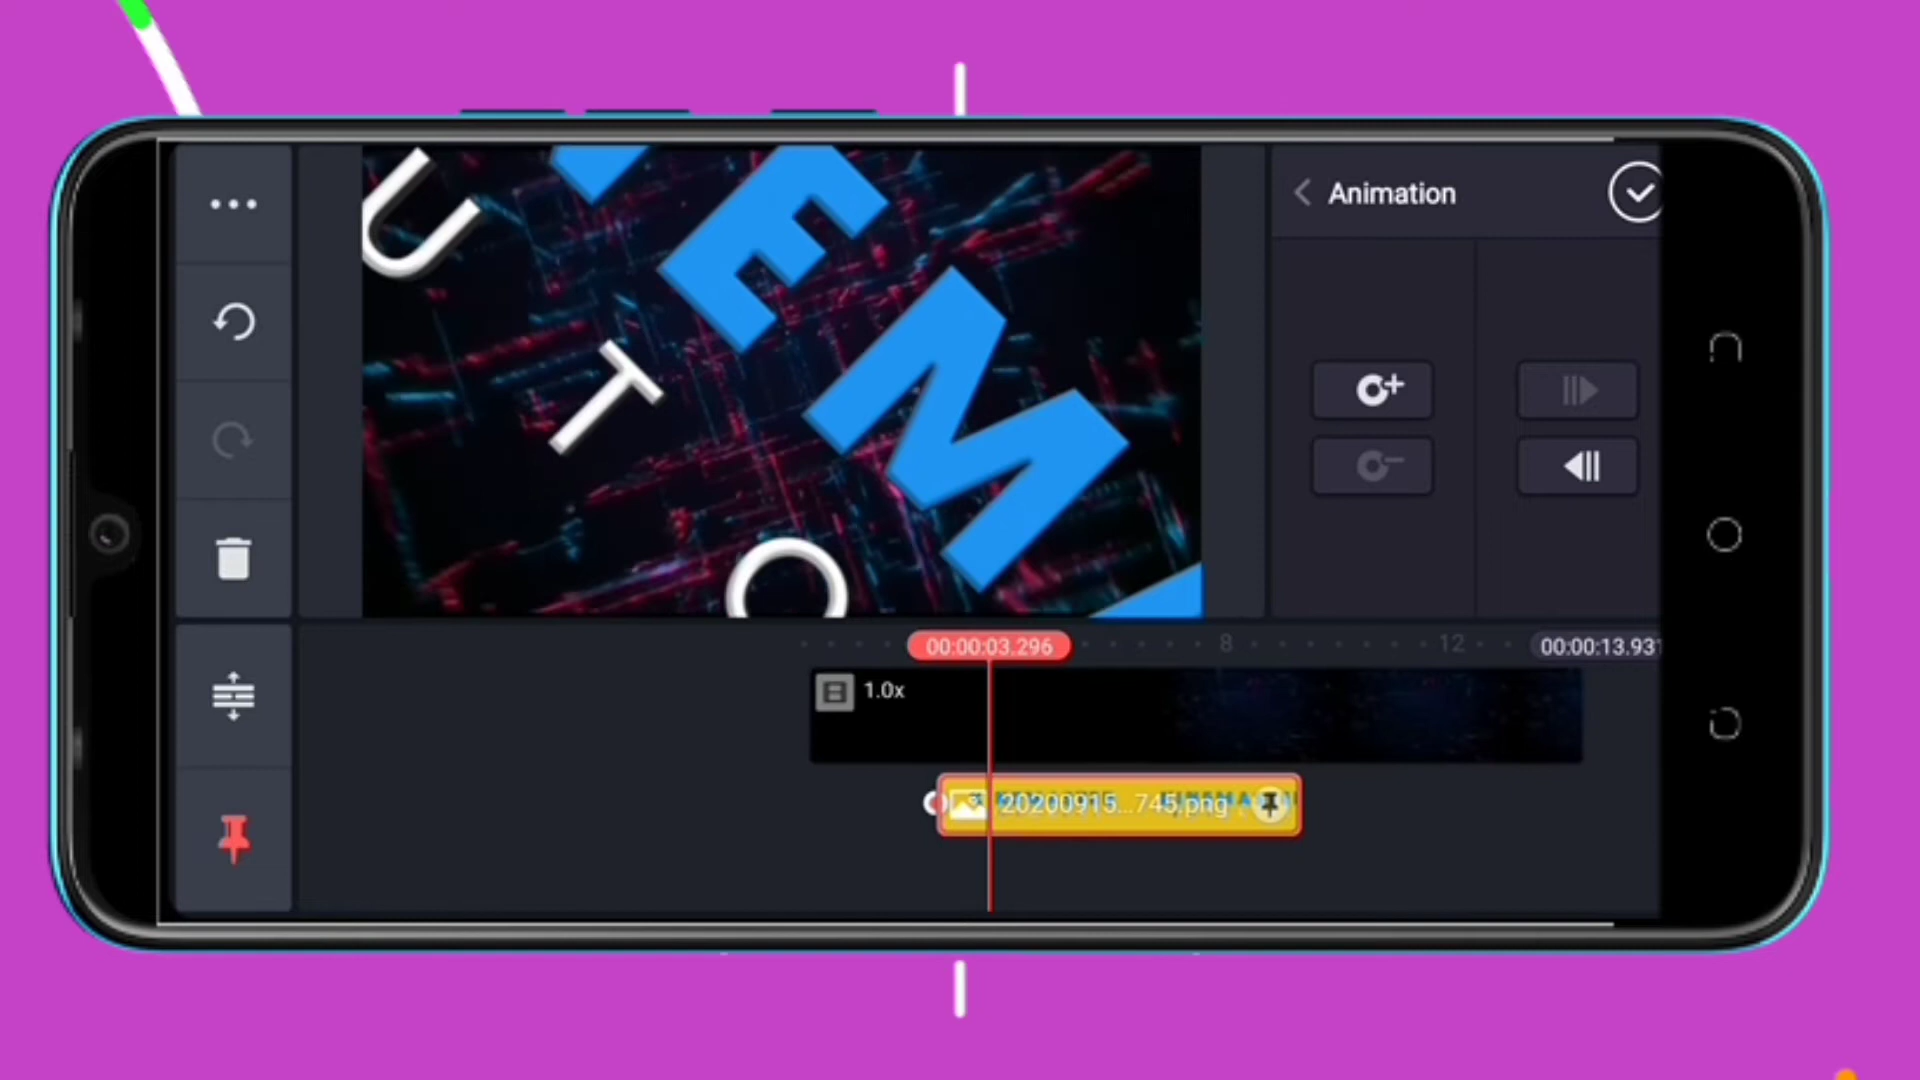 Animation
U
E
M
T
O
00:00:03.296
8
12
00:00:13.931
1.0x
20200915...745.png